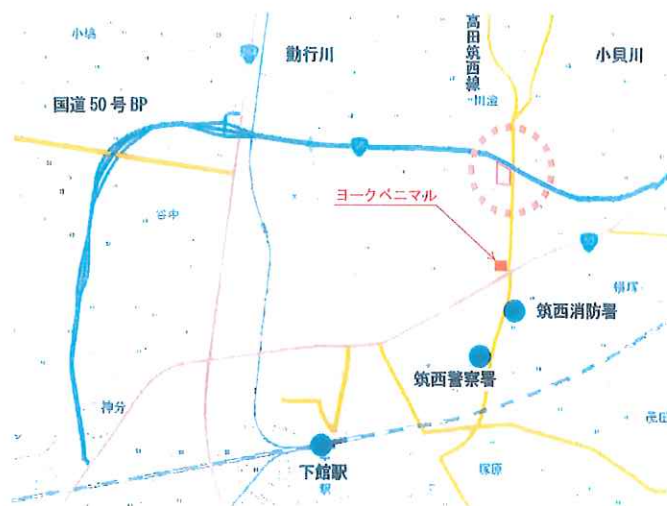 小塙
勤行川
高田筑西線
小貝川
国道50号BP
川澄
ヨークベニマル
谷中
筑西消防署
筑西警察署
神分
下館駅
駅
塚原